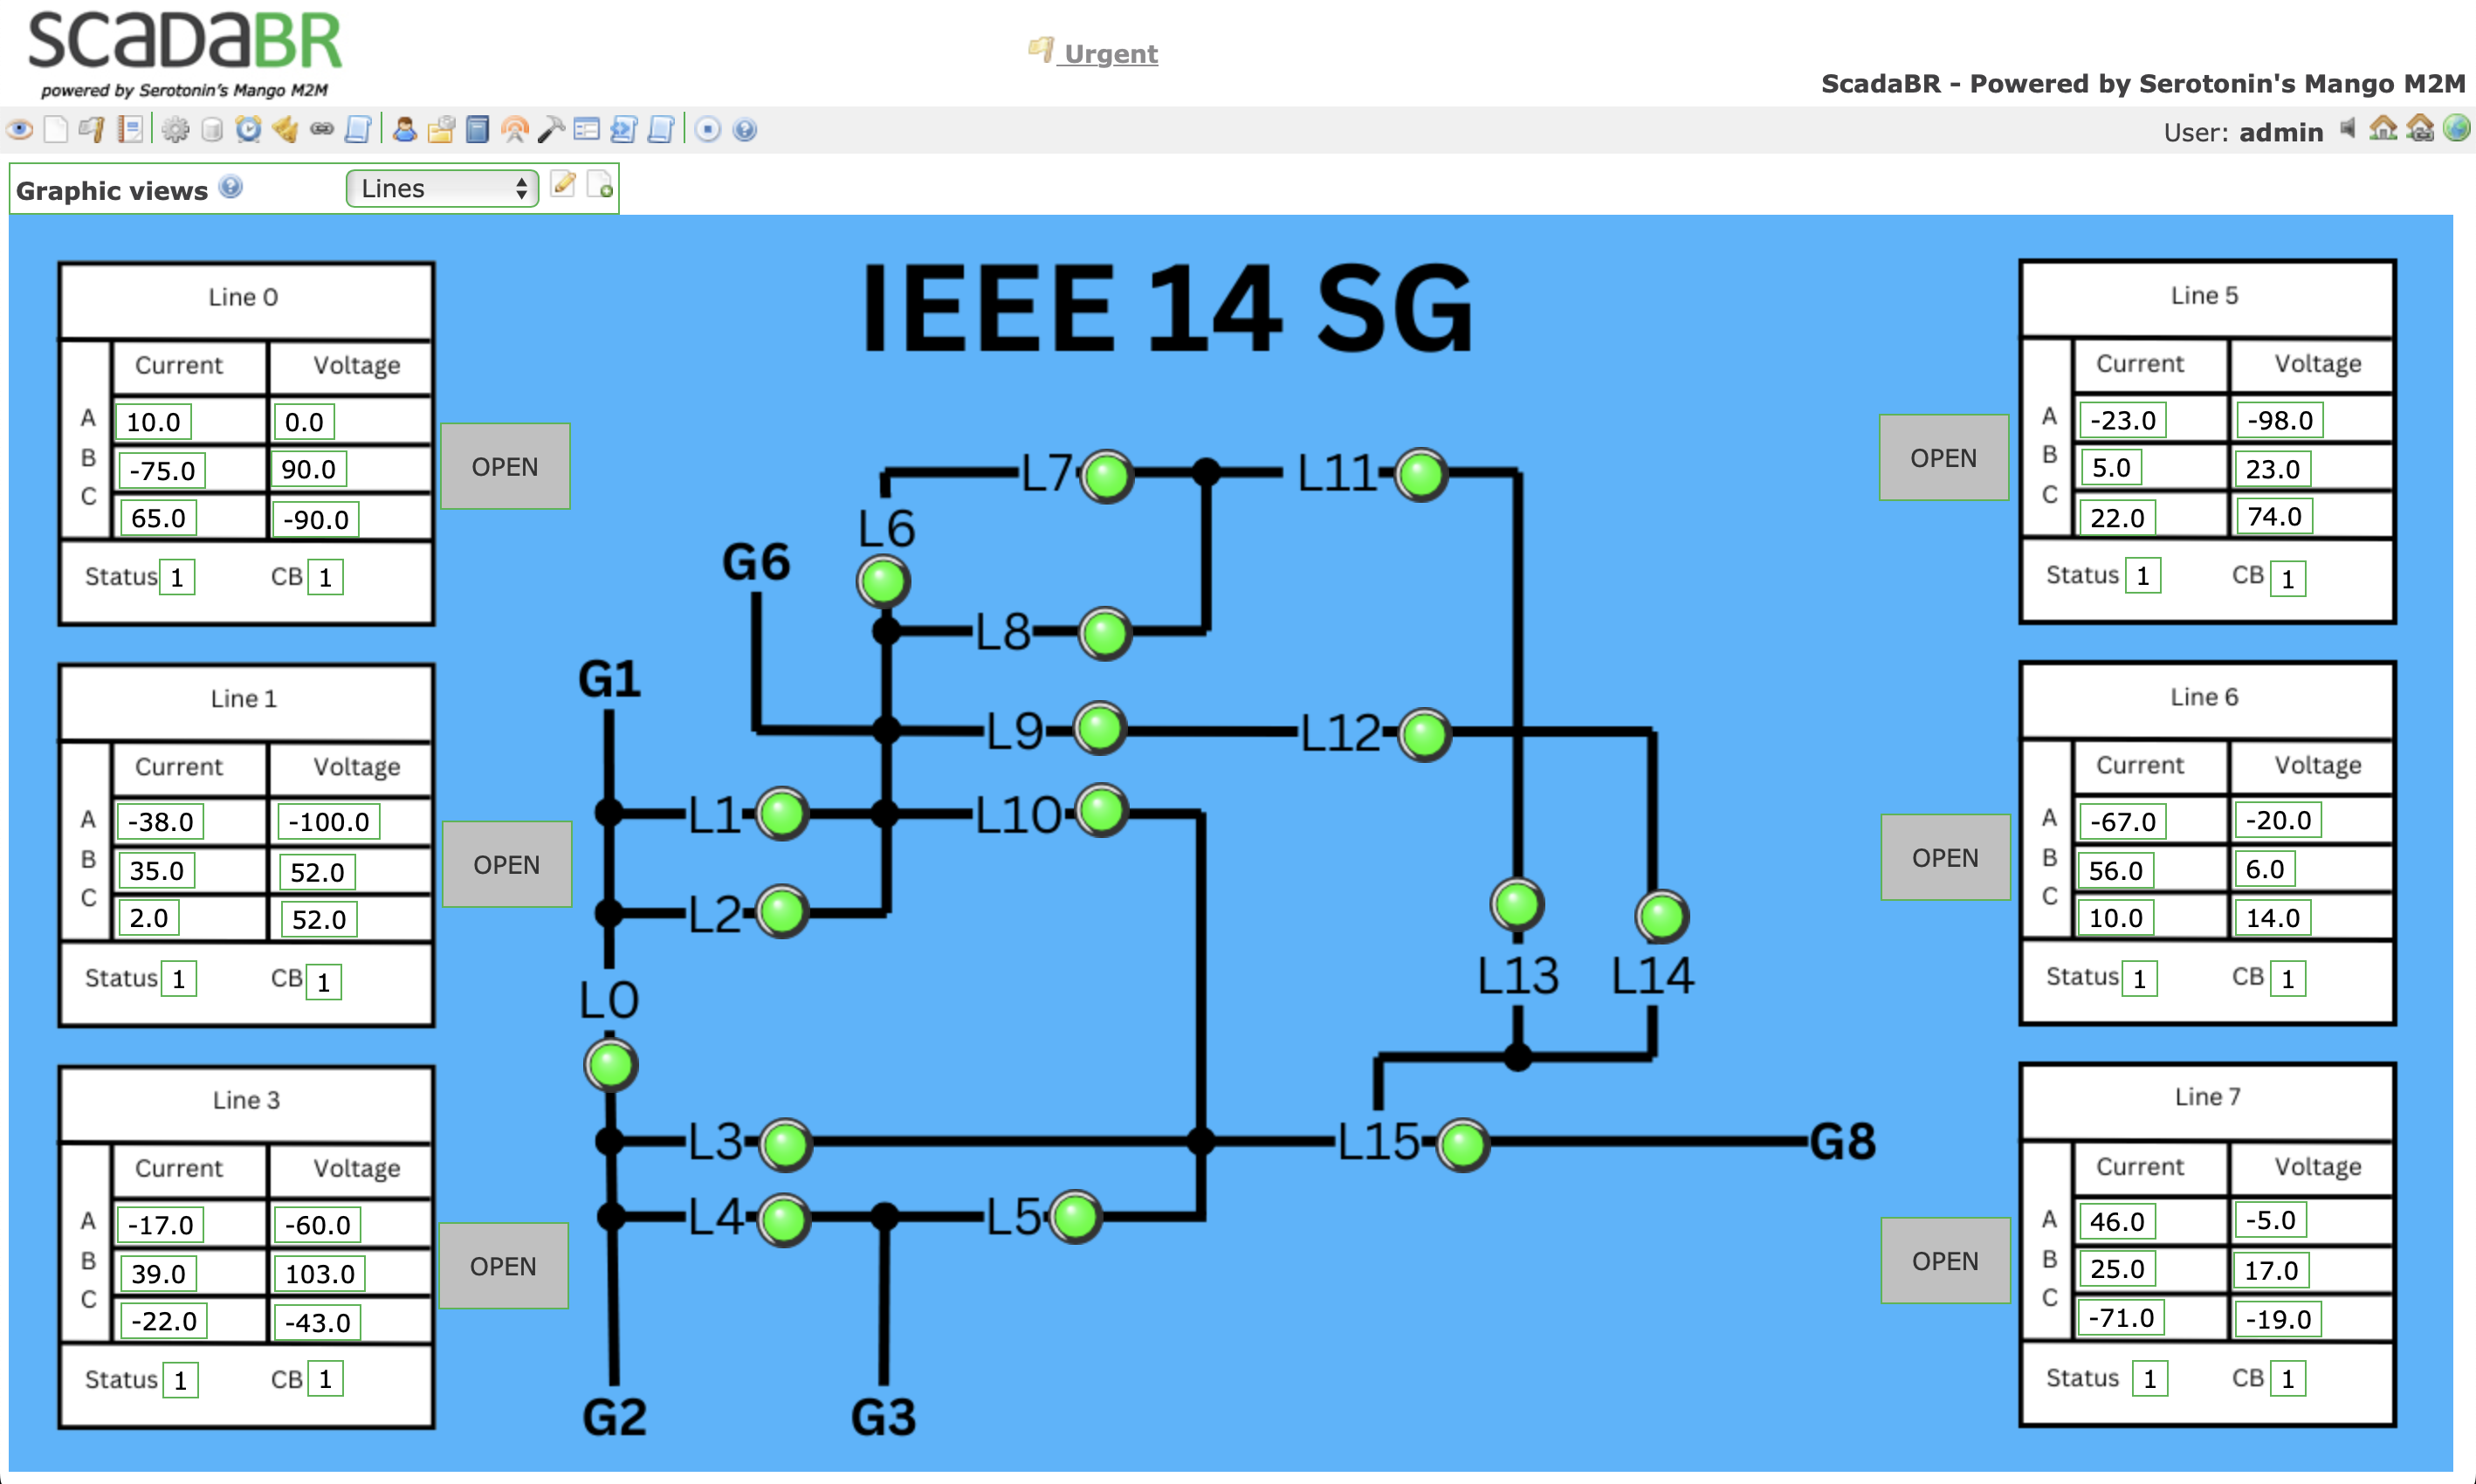 scadaBR
powered by Serotonin's Mango M2M
Urgent
ScadaBR - Powered by Serotonin's Mango M2M
User: admin
Graphic views
Lines
IEEE 14 SG
Line 0
Current Voltage
A 10.0 0.0
B -75.0 90.0
C 65.0 -90.0
Status 1 CB 1
OPEN
Line 1
Current Voltage
A -38.0 -100.0
B 35.0 52.0
C 2.0 52.0
Status 1 CB 1
OPEN
Line 3
Current Voltage
A -17.0 -60.0
B 39.0 103.0
C -22.0 -43.0
Status 1 CB 1
OPEN
L7
L11
L6
G6
L8
G1
L9
L12
L1
L10
L2
L13
L14
L0
L3
L15
G8
L4
L5
G2
G3
OPEN
Line 5
Current Voltage
A -23.0 -98.0
B 5.0 23.0
C 22.0 74.0
Status 1 CB 1
OPEN
Line 6
Current Voltage
A -67.0 -20.0
B 56.0 6.0
C 10.0 14.0
Status 1 CB 1
OPEN
Line 7
Current Voltage
A 46.0 -5.0
B 25.0 17.0
C -71.0 -19.0
Status 1 CB 1